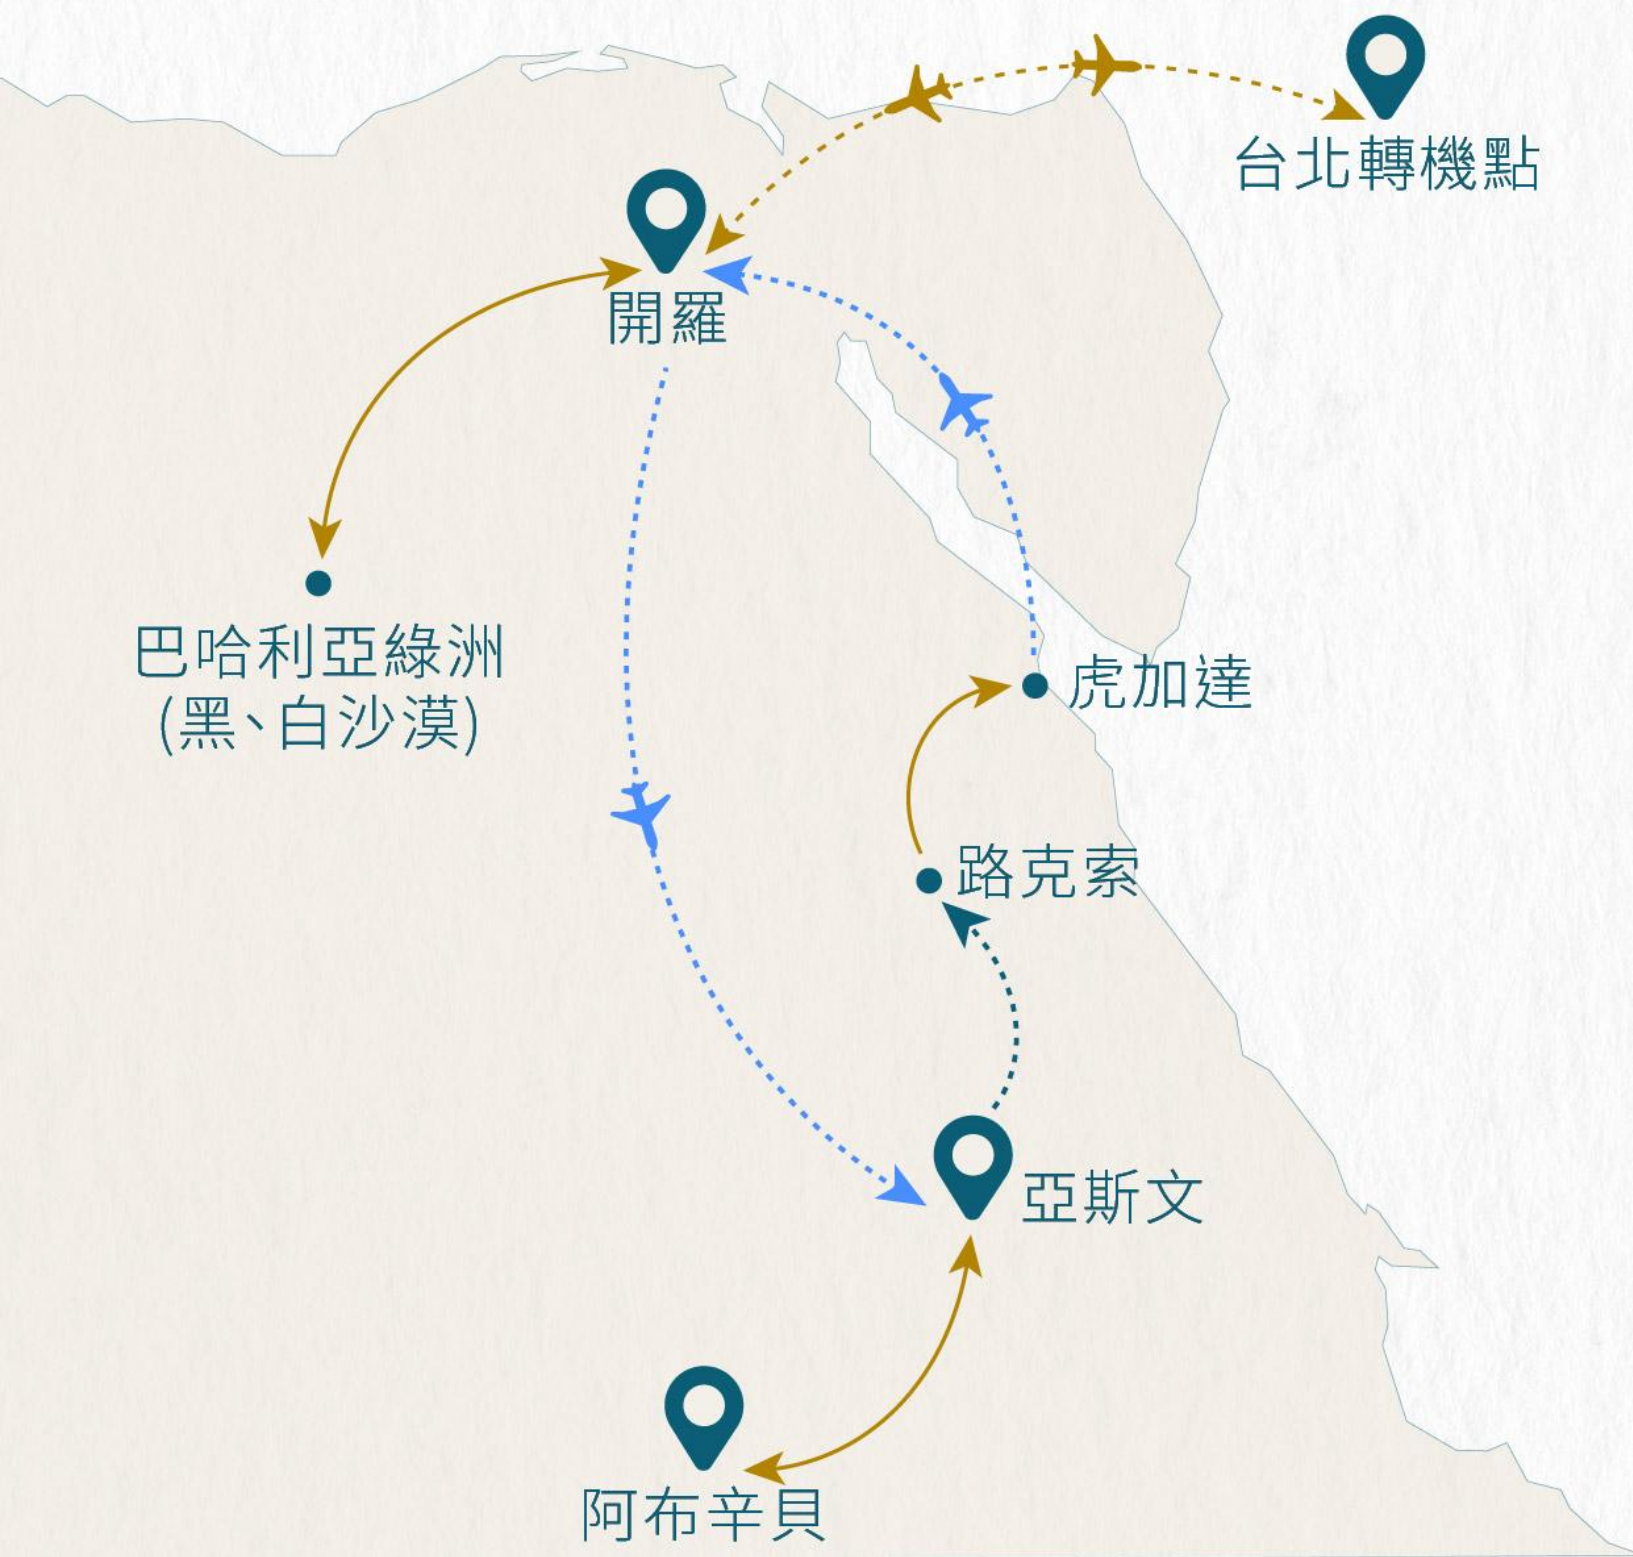 台北轉機點
開羅
巴哈利亞綠洲
(黑、白沙漠)
虎加達
路克索
亞斯文
阿布辛貝